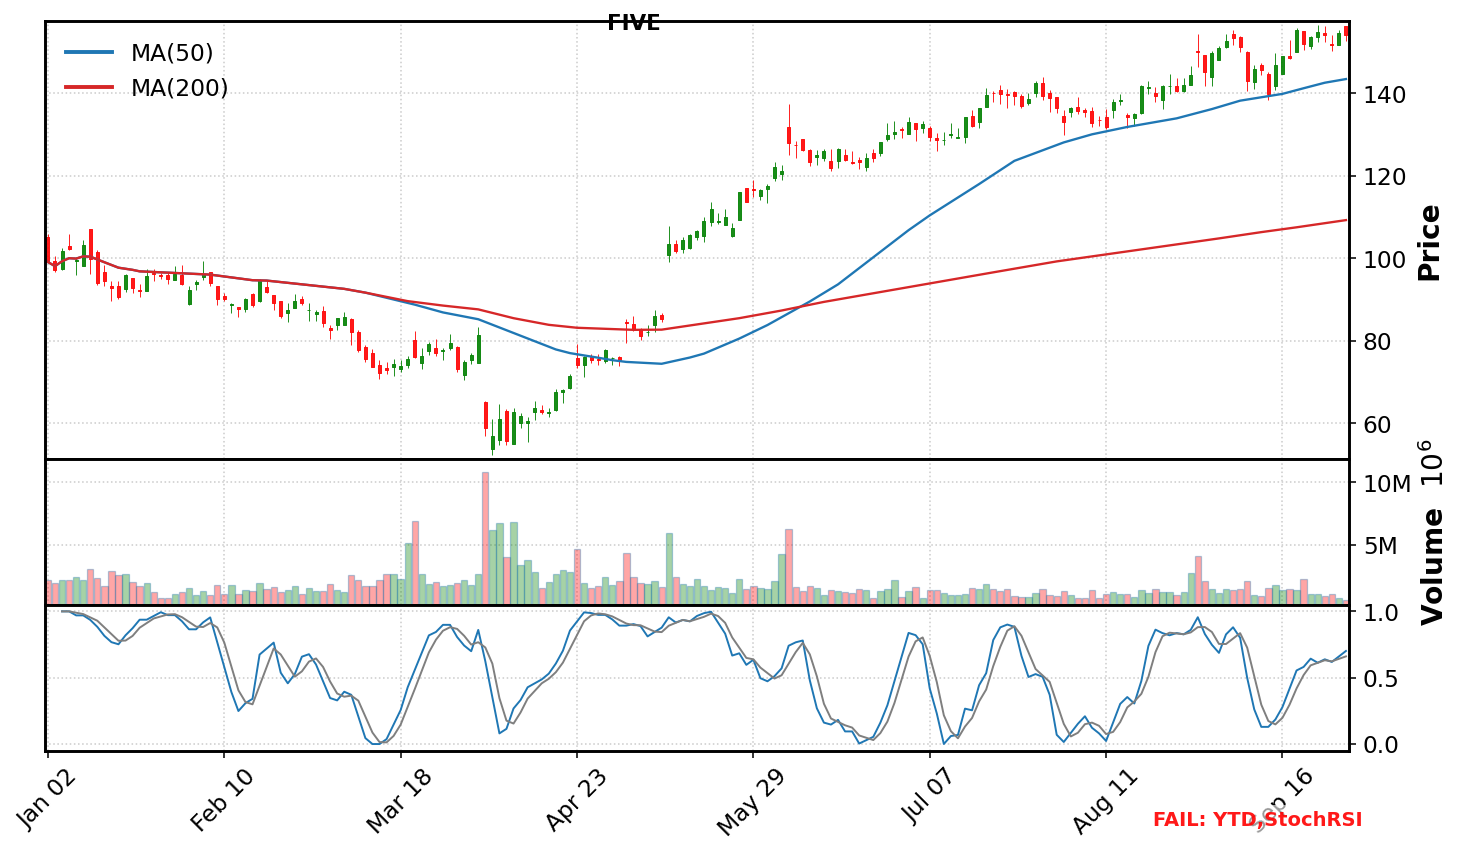 FIVE
MA(50)
MA(200)
140
120
100
80
60
Price
10M
5M
Volume 10^6
1.0
0.5
0.0
Jan 02
Feb 10
Mar 18
Apr 23
May 29
Jul 07
Aug 11
Sep 16
FAIL: YTD,StochRSI